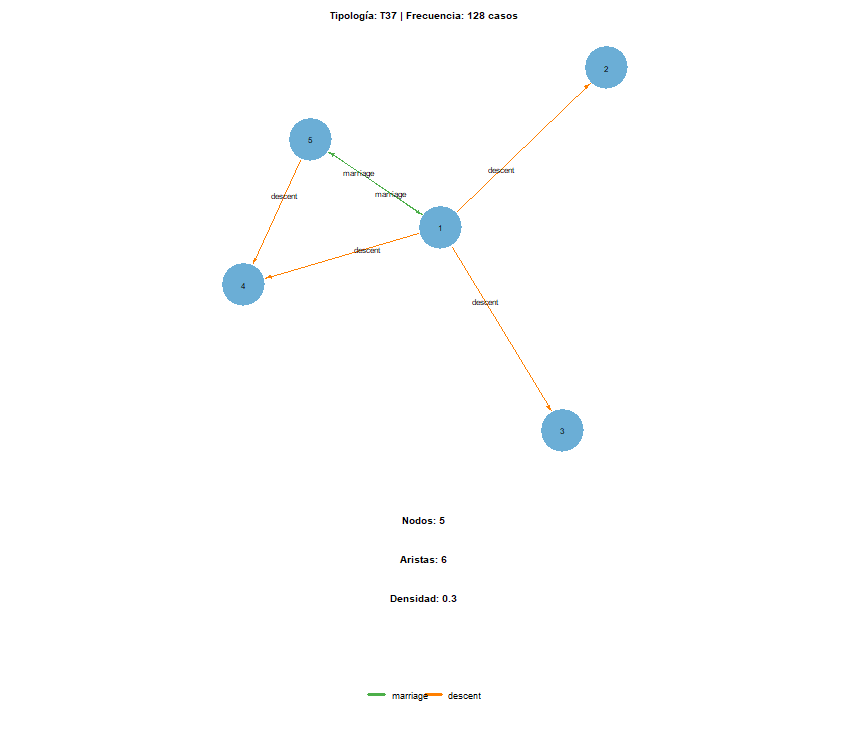 Tipología: T37 | Frecuencia: 128 casos
2
5
descent
marriage
descent
marriage
1
descent
4
descent
3
Nodos: 5
Aristas: 6
Densidad: 0.3
marriage descent